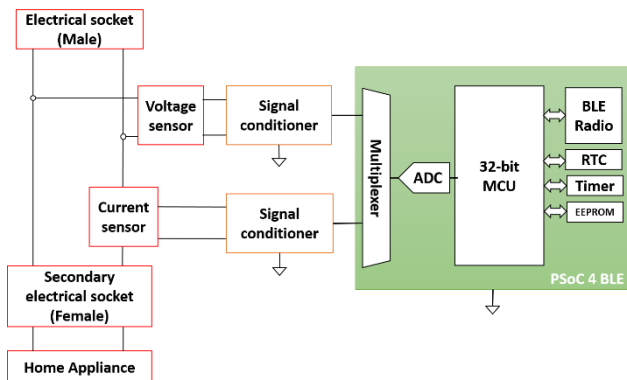 Electrical socket
(Male)
Voltage
sensor
Signal
conditioner
Multiplexer
ADC
32-bit
MCU
BLE
Radio
RTC
Timer
EEPROM
Current
sensor
Signal
conditioner
PSoC 4 BLE
Secondary
electrical socket
(Female)
Home Appliance